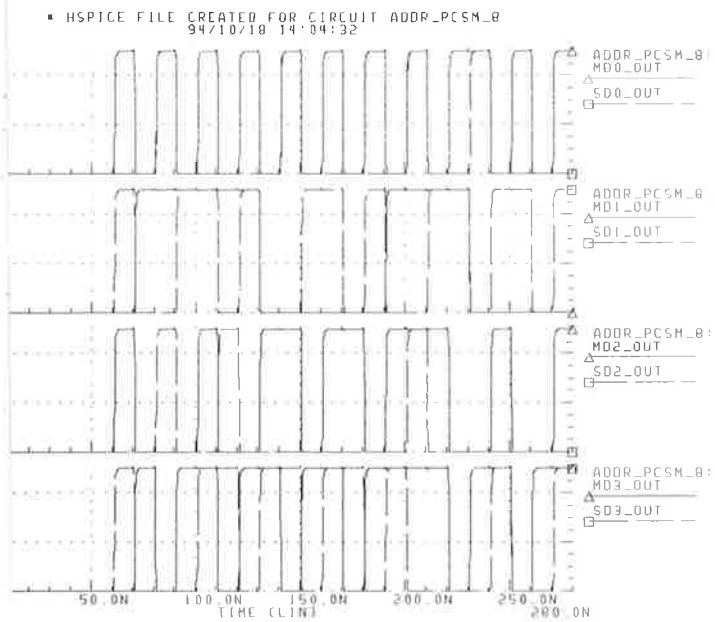 * HSPICE FILE CREATED FOR CIRCUIT ADDR_PCSM_8
94/10/18 14:04:32
ADDR_PCSM_8:
MD0_OUT
SD0_OUT
ADDR_PCSM_8
MD1_OUT
SD1_OUT
ADDR_PCSM_8:
MD2_OUT
SD2_OUT
ADDR_PCSM_8:
MD3_OUT
SD3_OUT
50.0N 100.0N 150.0N 200.0N 250.0N
TIME (LIN) 280.0N